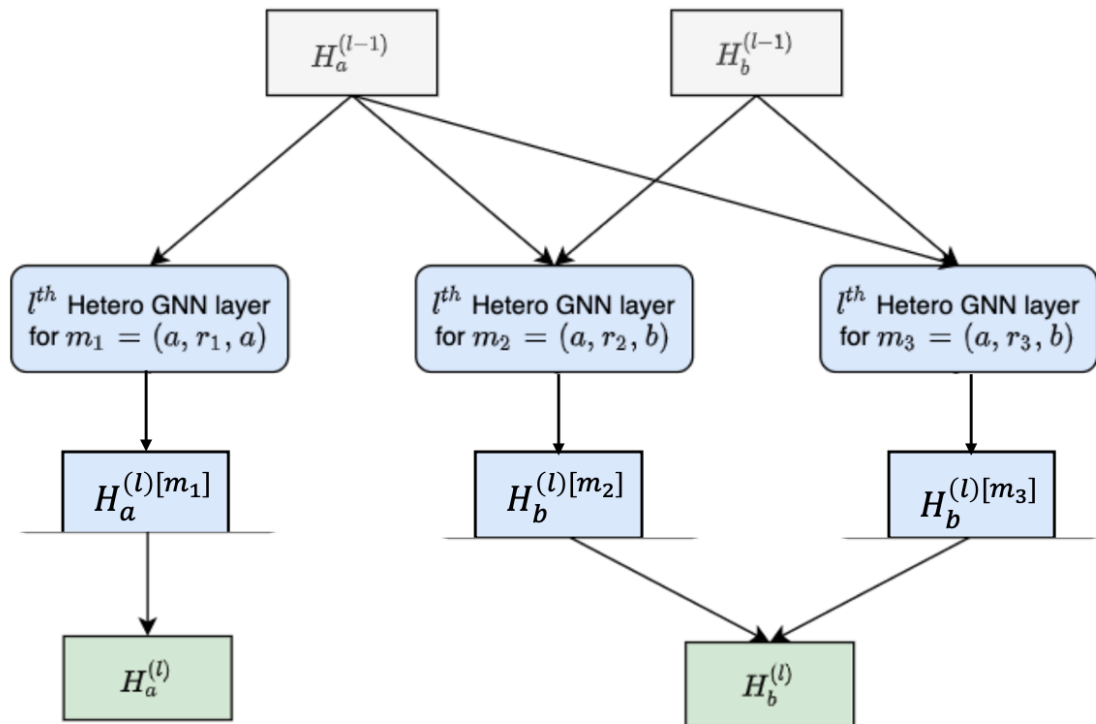 H_a^{(l-1)}
H_b^{(l-1)}
l^{th} Hetero GNN layer
for m_1 = (a, r_1, a)
l^{th} Hetero GNN layer
for m_2 = (a, r_2, b)
l^{th} Hetero GNN layer
for m_3 = (a, r_3, b)
H_a^{(l)[m_1]}
H_b^{(l)[m_2]}
H_b^{(l)[m_3]}
H_a^{(l)}
H_b^{(l)}